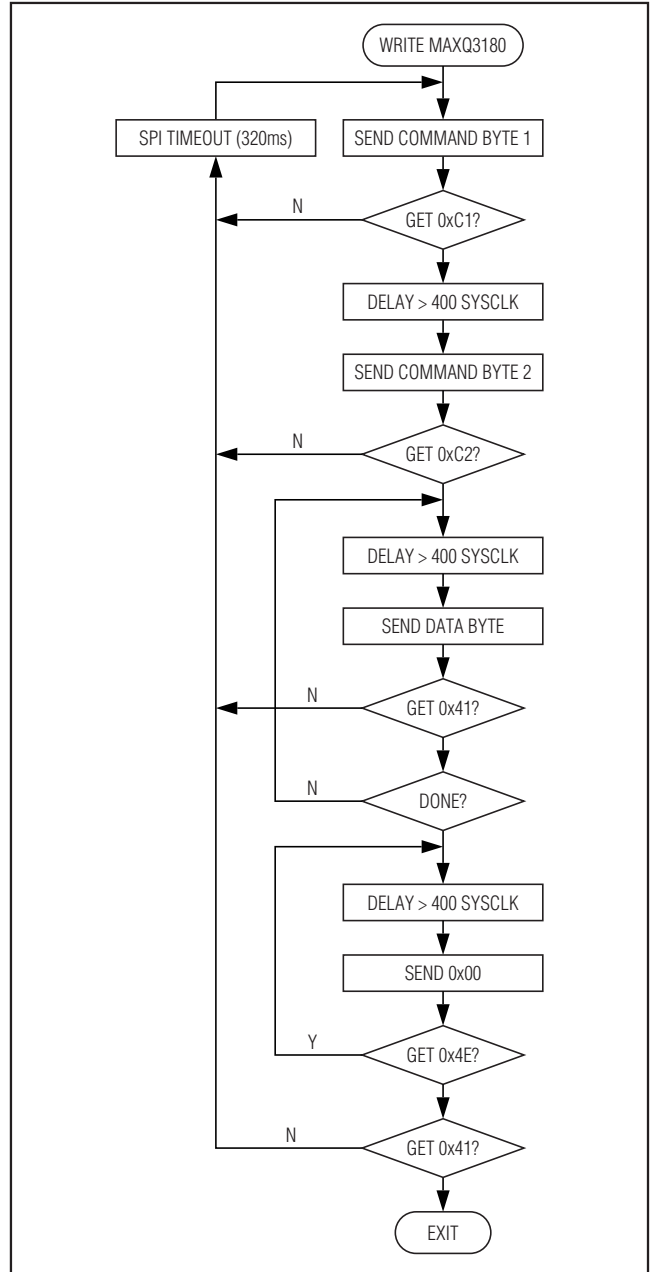 WRITE MAXQ3180
SPI TIMEOUT (320ms)
SEND COMMAND BYTE 1
N
GET 0xC1?
DELAY > 400 SYSCLK
SEND COMMAND BYTE 2
N
GET 0xC2?
DELAY > 400 SYSCLK
SEND DATA BYTE
N
GET 0x41?
N
DONE?
DELAY > 400 SYSCLK
SEND 0x00
Y
GET 0x4E?
N
GET 0x41?
EXIT